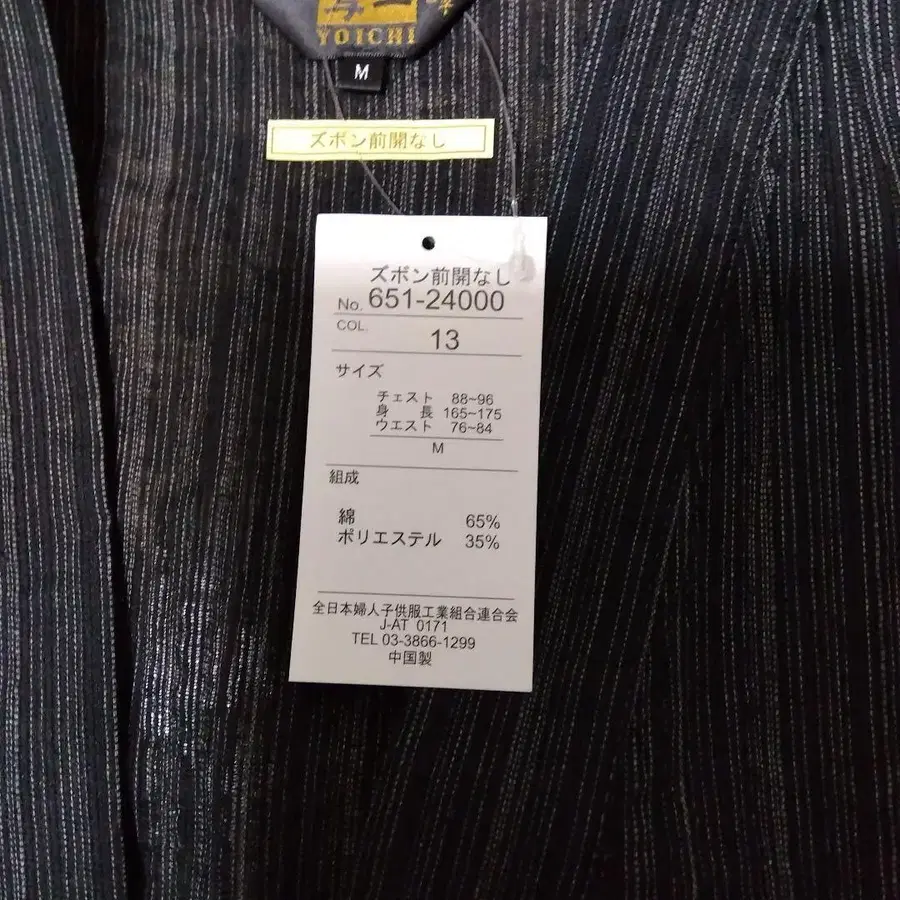 YOICHI
M
ズボン前開なし
ズボン前開なし
No. 651-24000
COL.
13
サイズ
チェスト 88~96
身 長 165~175
ウエスト 76~84
M
組成
綿 65%
ポリエステル 35%
全日本婦人子供服工業組合連合会
J-AT 0171
TEL 03-3866-1299
中国製